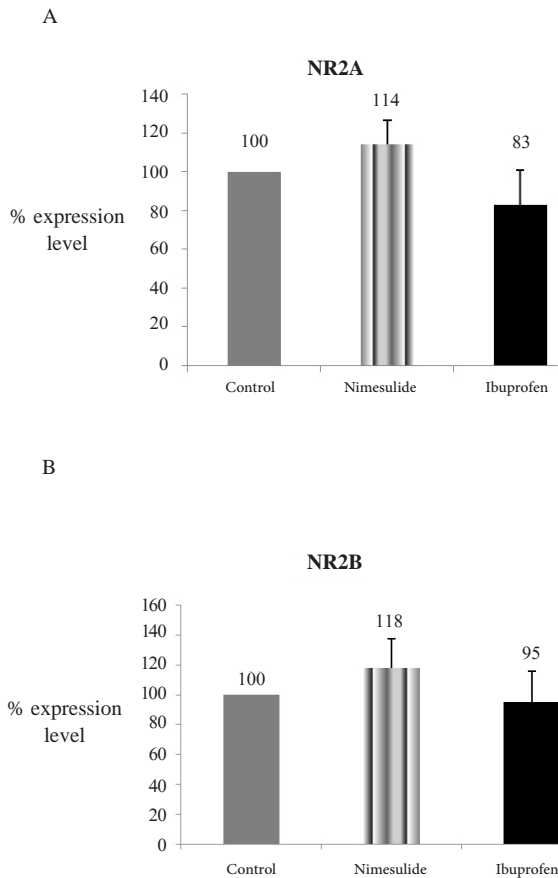 A
NR2A
140
120
100
80
60
40
20
0
% expression
level
100
114
83
Control Nimesulide Ibuprofen
B
NR2B
160
140
120
100
80
60
40
20
0
% expression
level
100
118
95
Control Nimesulide Ibuprofen